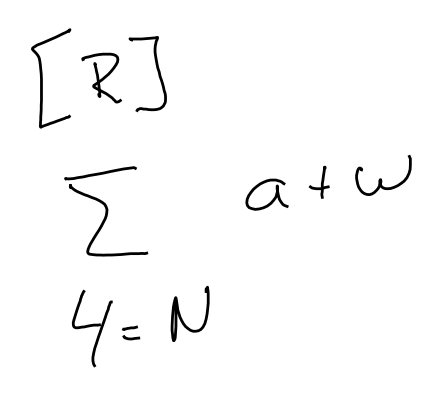 [R]
∑ a + w
4 = N